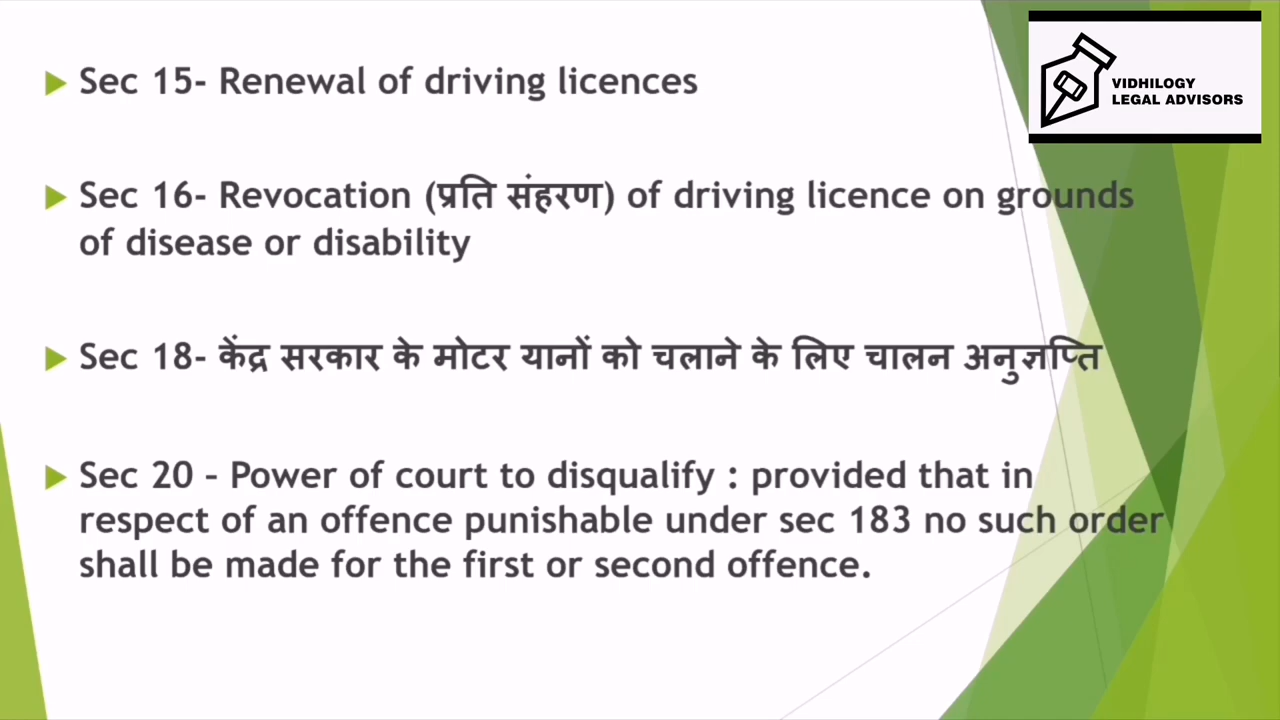 VIDHILOGY
LEGAL ADVISORS
Sec 15- Renewal of driving licences
Sec 16- Revocation (प्रति संहरण) of driving licence on grounds
of disease or disability
Sec 18- केंद्र सरकार के मोटर यानों को चलाने के लिए चालन अनुज्ञप्ति
Sec 20 – Power of court to disqualify : provided that in
respect of an offence punishable under sec 183 no such order
shall be made for the first or second offence.